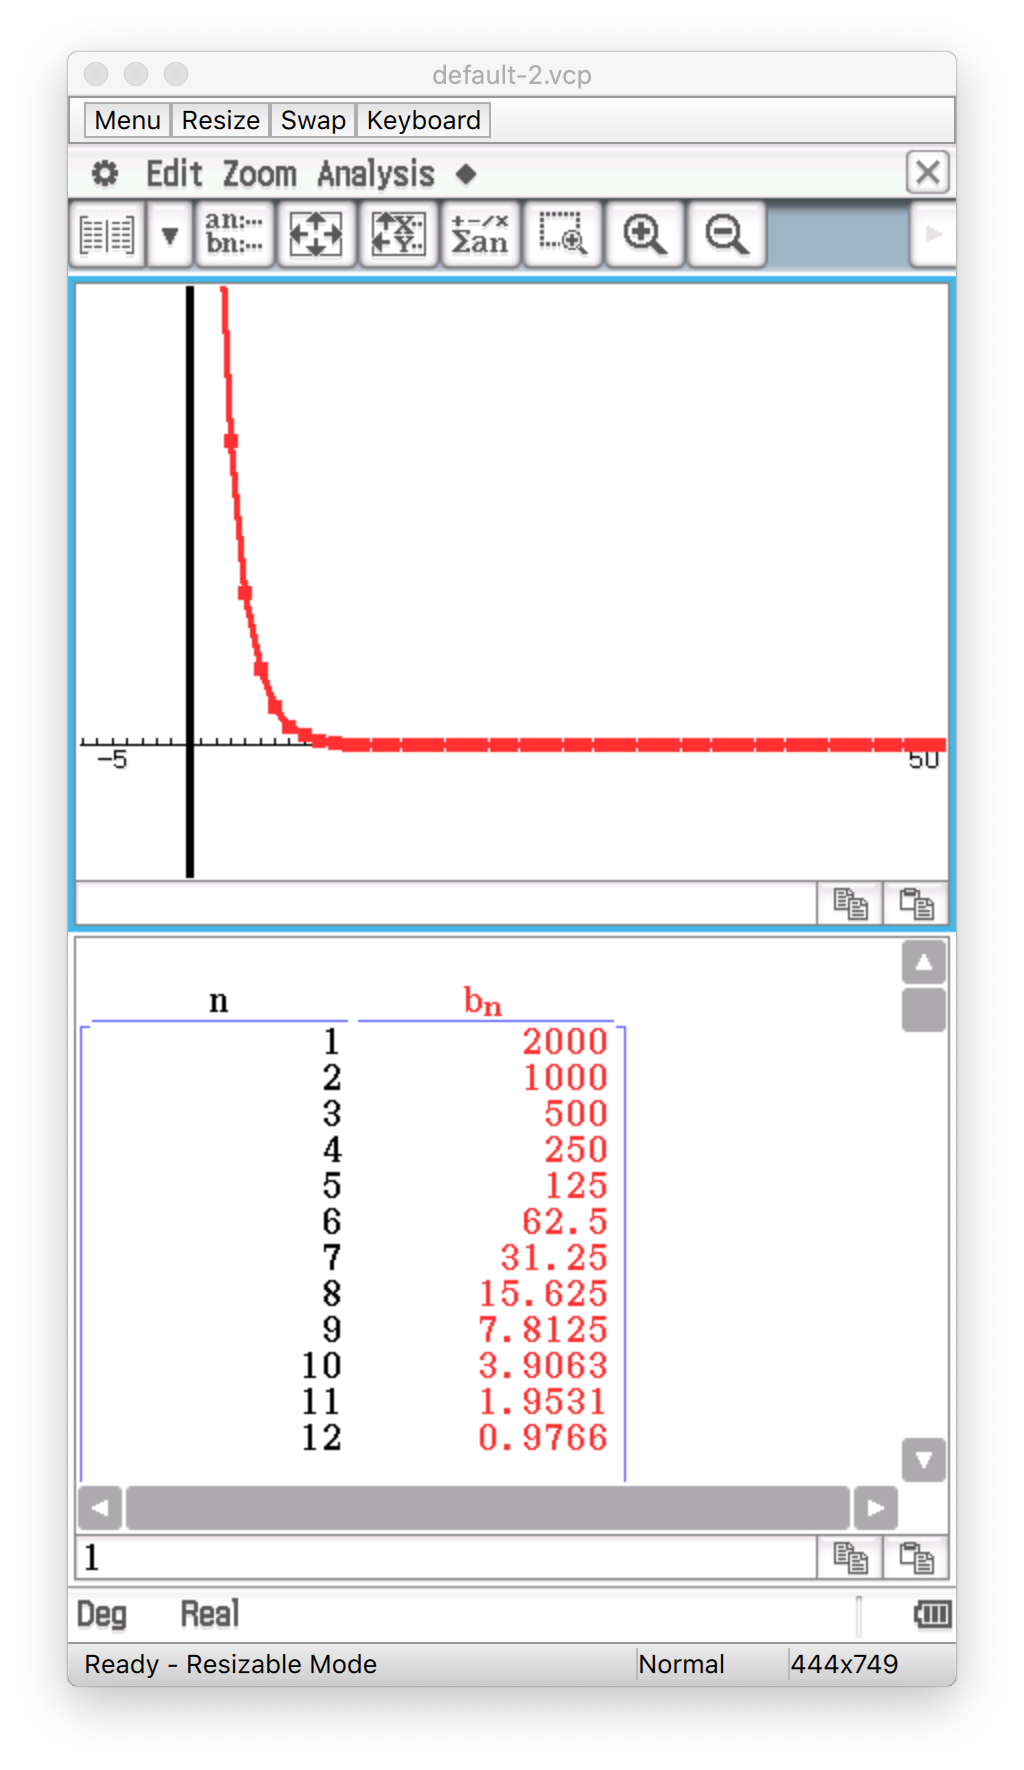 default-2.vcp
Menu Resize Swap Keyboard
Edit Zoom Analysis ◆
an:··· bn:··· X·· Y·· +−/× Σan
-5 50
n bn
1 2000
2 1000
3 500
4 250
5 125
6 62.5
7 31.25
8 15.625
9 7.8125
10 3.9063
11 1.9531
12 0.9766
1
Deg Real
Ready - Resizable Mode Normal 444x749